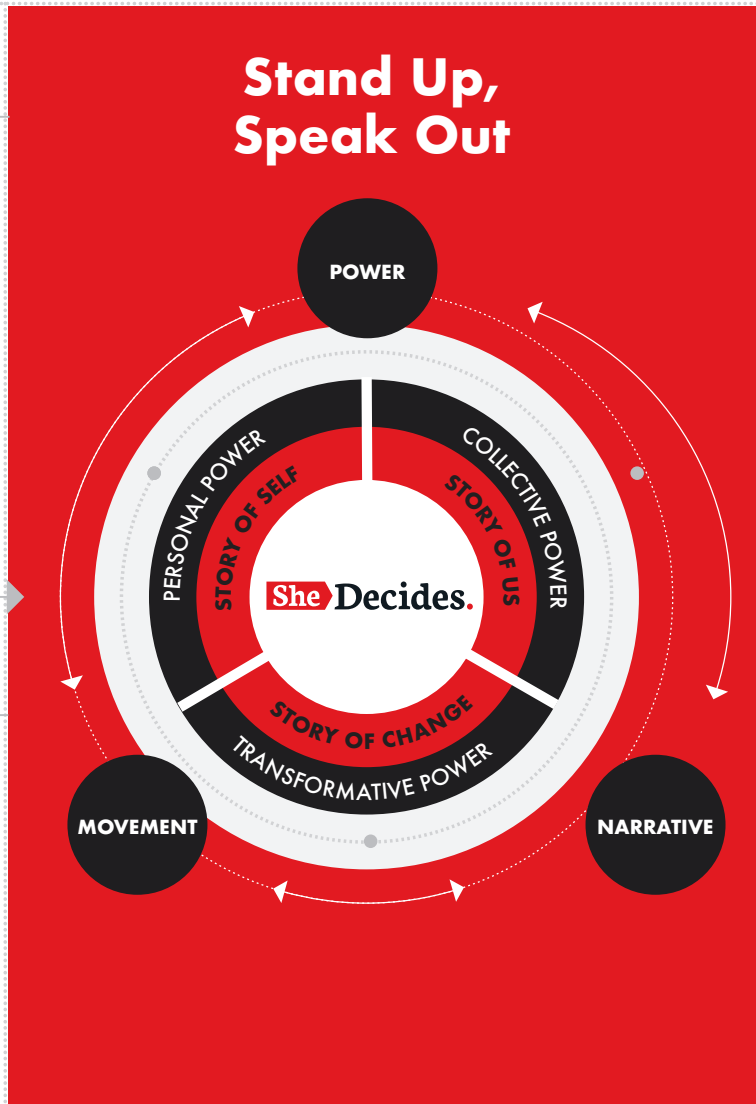 Stand Up,
Speak Out
POWER
PERSONAL POWER
STORY OF SELF
COLLECTIVE POWER
STORY OF US
She Decides.
STORY OF CHANGE
TRANSFORMATIVE POWER
MOVEMENT
NARRATIVE